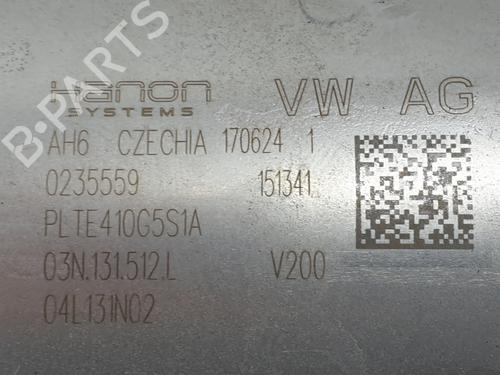 B-PARTS
Hanon VW AG
SYSTEMS
AH6 CZECHIA 170624 1
0235559 151341
PLTE410G5S1A
03N.131.512.L V200
04L131N02